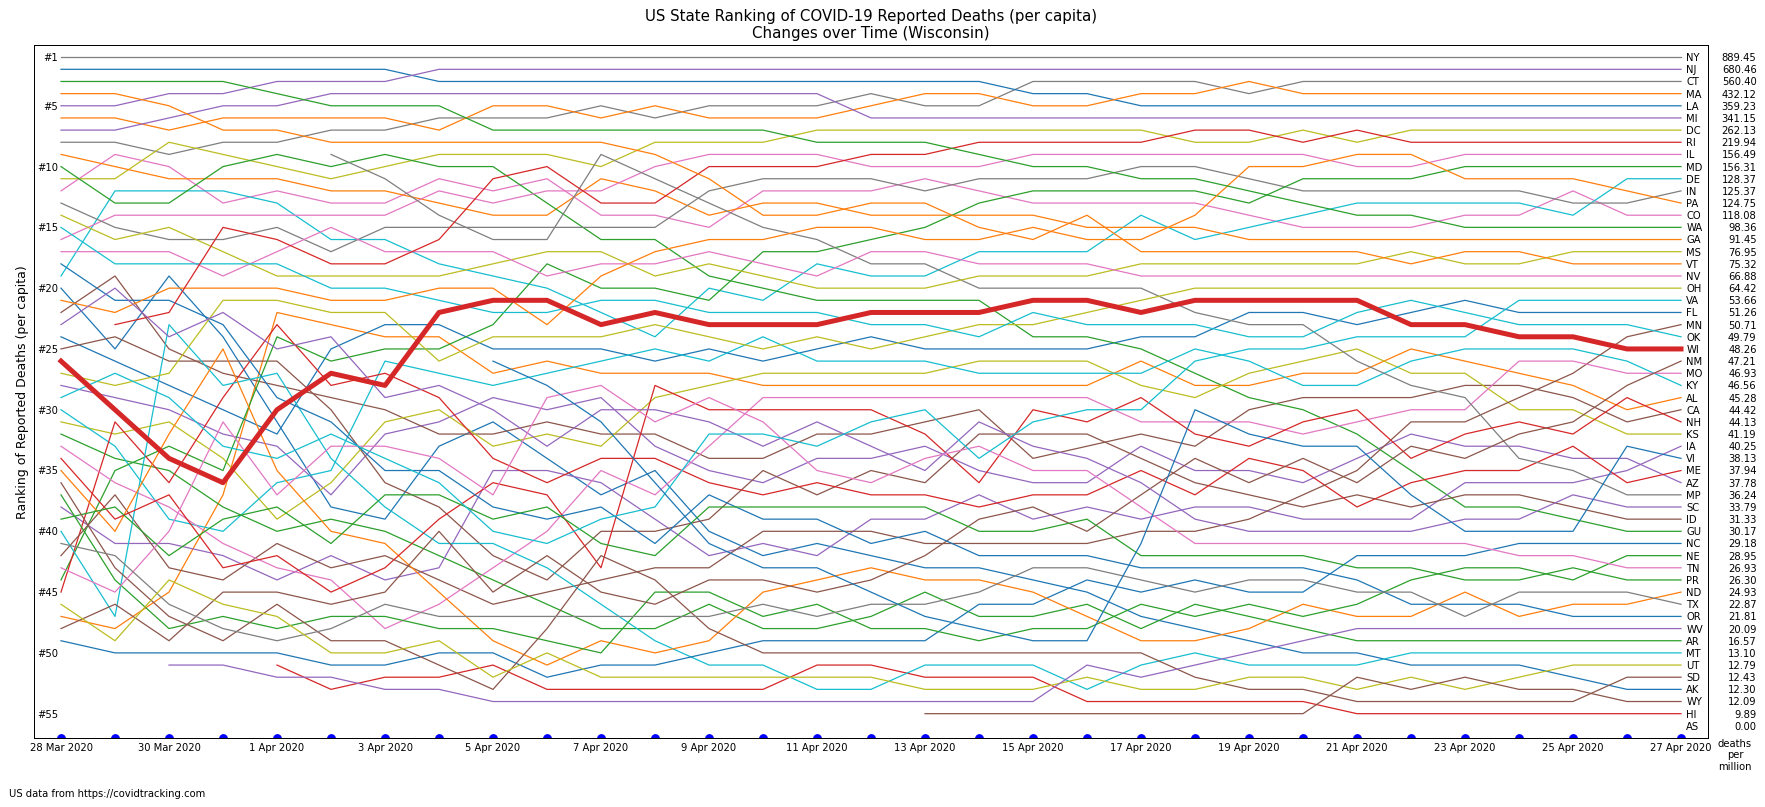 US State Ranking of COVID-19 Reported Deaths (per capita)
Changes over Time (Wisconsin)
Ranking of Reported Deaths (per capita)
#1
#5
#10
#15
#20
#25
#30
#35
#40
#45
#50
#55
NY 889.45
NJ 680.46
CT 560.40
MA 432.12
LA 359.23
MI 341.15
DC 262.13
RI 219.94
IL 156.49
MD 156.31
DE 128.37
IN 125.37
PA 124.75
CO 118.08
WA 98.36
GA 91.45
MS 76.95
VT 75.32
NV 66.88
OH 64.42
VA 53.66
FL 51.26
MN 50.71
OK 49.79
WI 48.26
NM 47.21
MO 46.93
KY 46.56
AL 45.28
CA 44.42
NH 44.13
KS 41.19
IA 40.25
VI 38.13
ME 37.94
AZ 37.78
MP 36.24
SC 33.79
ID 31.33
GU 30.17
NC 29.18
NE 28.95
TN 26.93
PR 26.30
ND 24.93
TX 22.87
OR 21.81
WV 20.09
AR 16.57
MT 13.10
UT 12.79
SD 12.43
AK 12.30
WY 12.09
HI 9.89
AS 0.00
28 Mar 2020 30 Mar 2020 1 Apr 2020 3 Apr 2020 5 Apr 2020 7 Apr 2020 9 Apr 2020 11 Apr 2020 13 Apr 2020 15 Apr 2020 17 Apr 2020 19 Apr 2020 21 Apr 2020 23 Apr 2020 25 Apr 2020 27 Apr 2020
deaths
per
million
US data from https://covidtracking.com